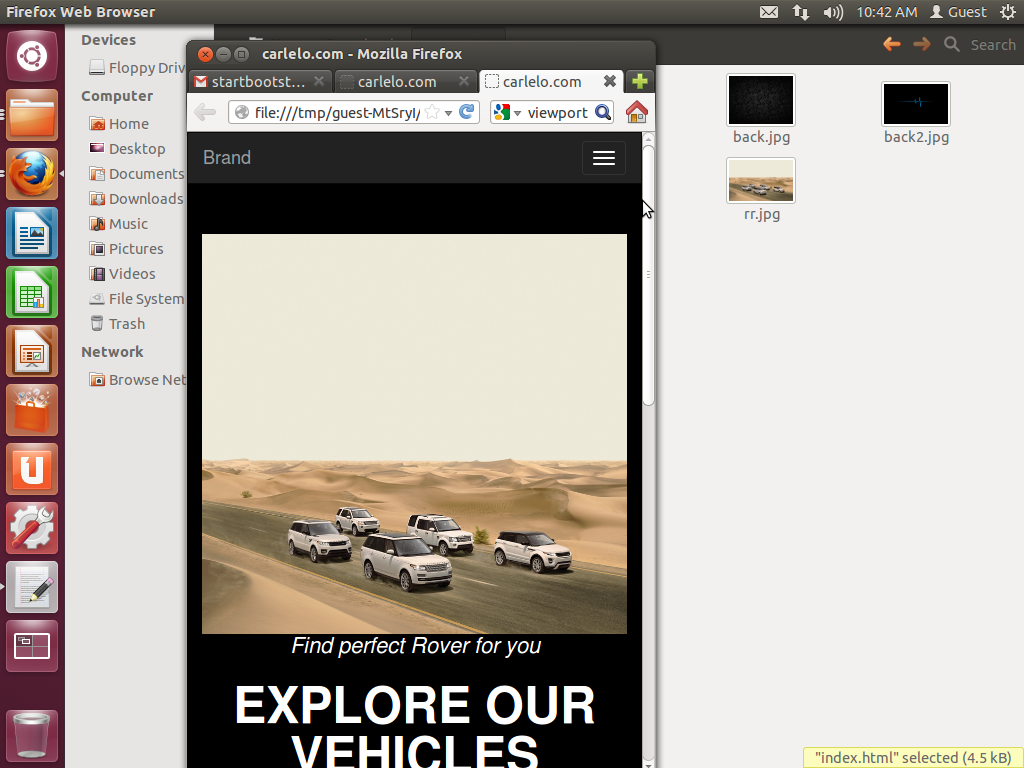 Firefox Web Browser
10:42 AM
Guest
Devices
Floppy Driv
Computer
Home
Desktop
Documents
Downloads
Music
Pictures
Videos
File System
Trash
Network
Browse Net
carlelo.com - Mozilla Firefox
startbootst...
carlelo.com
carlelo.com
file:///tmp/guest-MtSryI/
viewport
Brand
Find perfect Rover for you
EXPLORE OUR
VEHICLES
Search
back.jpg
back2.jpg
rr.jpg
"index.html" selected (4.5 kB)